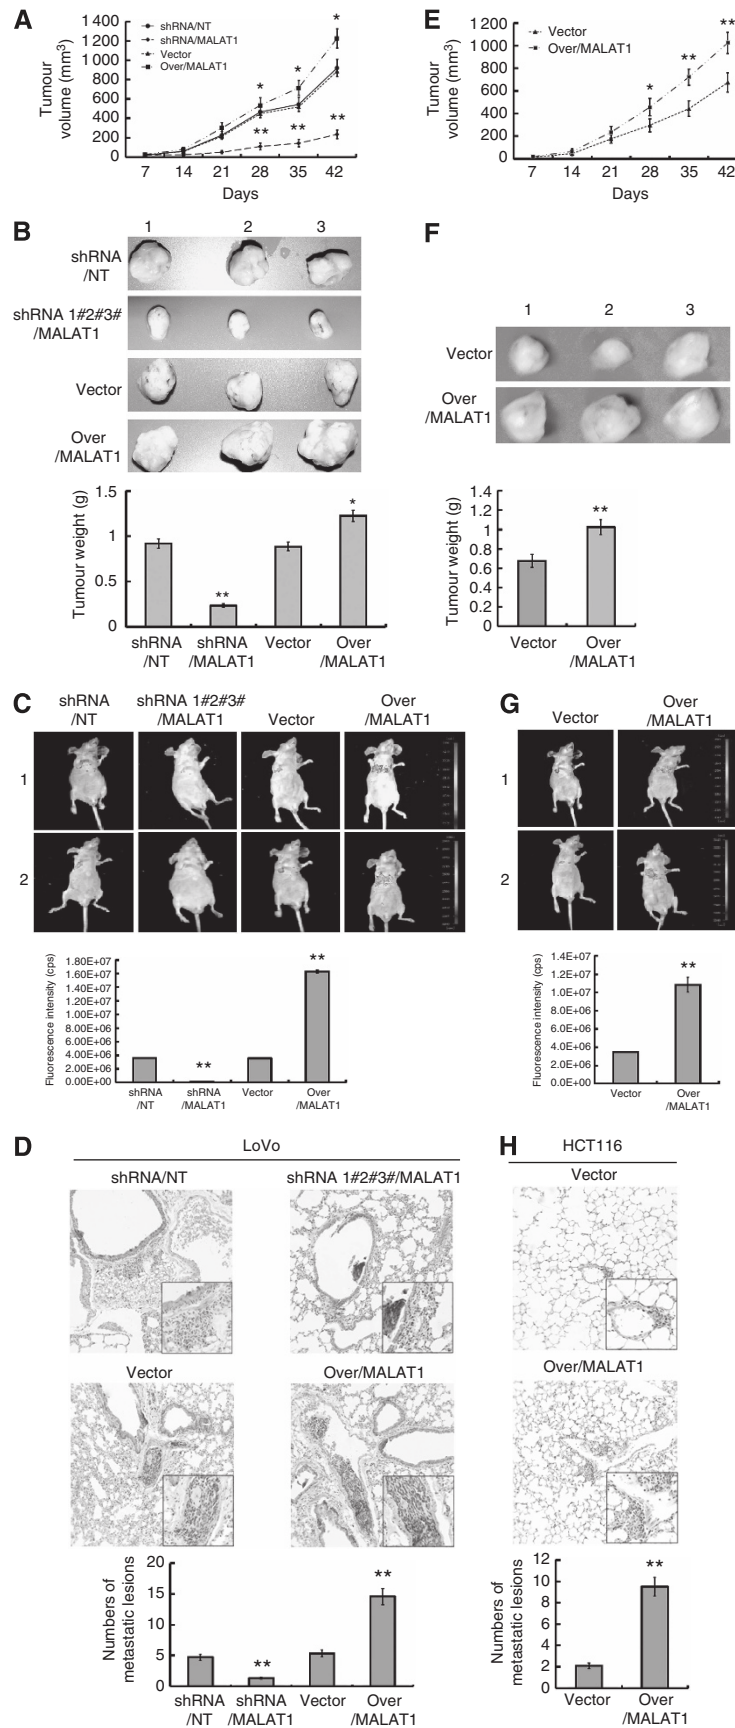 A
Tumour
volume (mm³)
1 400
1 200
1 000
800
600
400
200
0
shRNA/NT
shRNA/MALAT1
Vector
Over/MALAT1
*
*
*
**
**
**
7 14 21 28 35 42
Days
E
Tumour
volume (mm³)
1 200
1 000
800
600
400
200
0
Vector
Over/MALAT1
*
**
**
7 14 21 28 35 42
Days
B
1 2 3
shRNA
/NT
shRNA 1#2#3#
/MALAT1
Vector
Over
/MALAT1
Tumour weight (g)
1.5
1
0.5
0
**
*
shRNA
/NT
shRNA
/MALAT1
Vector
Over
/MALAT1
F
1 2 3
Vector
Over
/MALAT1
Tumour weight (g)
1.4
1.2
1
0.8
0.6
0.4
0.2
0
**
Vector
Over
/MALAT1
C
shRNA
/NT
shRNA 1#2#3#
/MALAT1
Vector
Over
/MALAT1
1
2
Fluorescence intensity (cps)
1.80E+07
1.60E+07
1.40E+07
1.20E+07
1.00E+07
8.00E+06
6.00E+06
4.00E+06
2.00E+06
0.00E+00
**
**
shRNA
/NT
shRNA
/MALAT1
Vector
Over
/MALAT1
G
Vector
Over
/MALAT1
1
2
Fluorescence intensity (cps)
1.4E+07
1.2E+07
1.0E+07
8.0E+06
6.0E+06
4.0E+06
2.0E+06
0.0E+00
**
Vector
Over
/MALAT1
D
LoVo
shRNA/NT
shRNA 1#2#3#/MALAT1
Vector
Over/MALAT1
Numbers of
metastatic lesions
20
15
10
5
0
**
**
shRNA
/NT
shRNA
/MALAT1
Vector
Over
/MALAT1
H
HCT116
Vector
Over/MALAT1
Numbers of
metastatic lesions
12
10
8
6
4
2
0
**
Vector
Over
/MALAT1